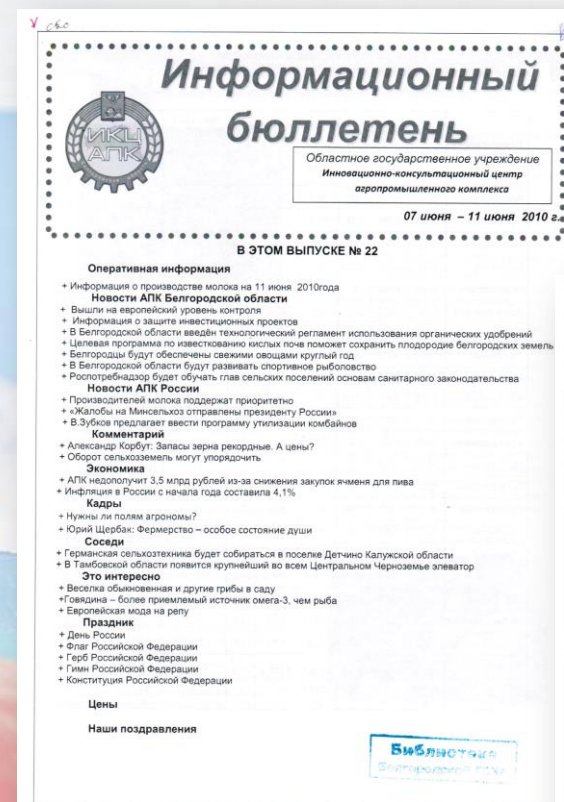 Информационный
бюллетень
ИКЦ
АПК
Областное государственное учреждение
Инновационно-консультационный центр
агропромышленного комплекса
07 июня – 11 июня 2010 г.
В ЭТОМ ВЫПУСКЕ № 22
Оперативная информация
+ Информация о производстве молока на 11 июня 2010года
Новости АПК Белгородской области
+ Вышли на европейский уровень контроля
+ Информация о защите инвестиционных проектов
+ В Белгородской области введён технологический регламент использования органических удобрений
+ Целевая программа по известкованию кислых почв поможет сохранить плодородие белгородских земель
+ Белгородцы будут обеспечены свежими овощами круглый год
+ В Белгородской области будут развивать спортивное рыболовство
+ Роспотребнадзор будет обучать глав сельских поселений основам санитарного законодательства
Новости АПК России
+ Производителей молока поддержат приоритетно
+ «Жалобы на Минсельхоз отправлены президенту России»
+ В.Зубков предлагает ввести программу утилизации комбайнов
Комментарий
+ Александр Корбут: Запасы зерна рекордные. А цены?
+ Оборот сельхозземель могут упорядочить
Экономика
+ АПК недополучит 3,5 млрд рублей из-за снижения закупок ячменя для пива
+ Инфляция в России с начала года составила 4,1%
Кадры
+ Нужны ли полям агрономы?
+ Юрий Щербак: Фермерство – особое состояние души
Соседи
+ Германская сельхозтехника будет собираться в поселке Детчино Калужской области
+ В Тамбовской области появится крупнейший во всем Центральном Черноземье элеватор
Это интересно
+ Веселка обыкновенная и другие грибы в саду
+Говядина – более приемлемый источник омега-3, чем рыба
+ Европейская мода на репу
Праздник
+ День России
+ Флаг Российской Федерации
+ Герб Российской Федерации
+ Гимн Российской Федерации
+ Конституция Российской Федерации
Цены
Наши поздравления
Библиотека